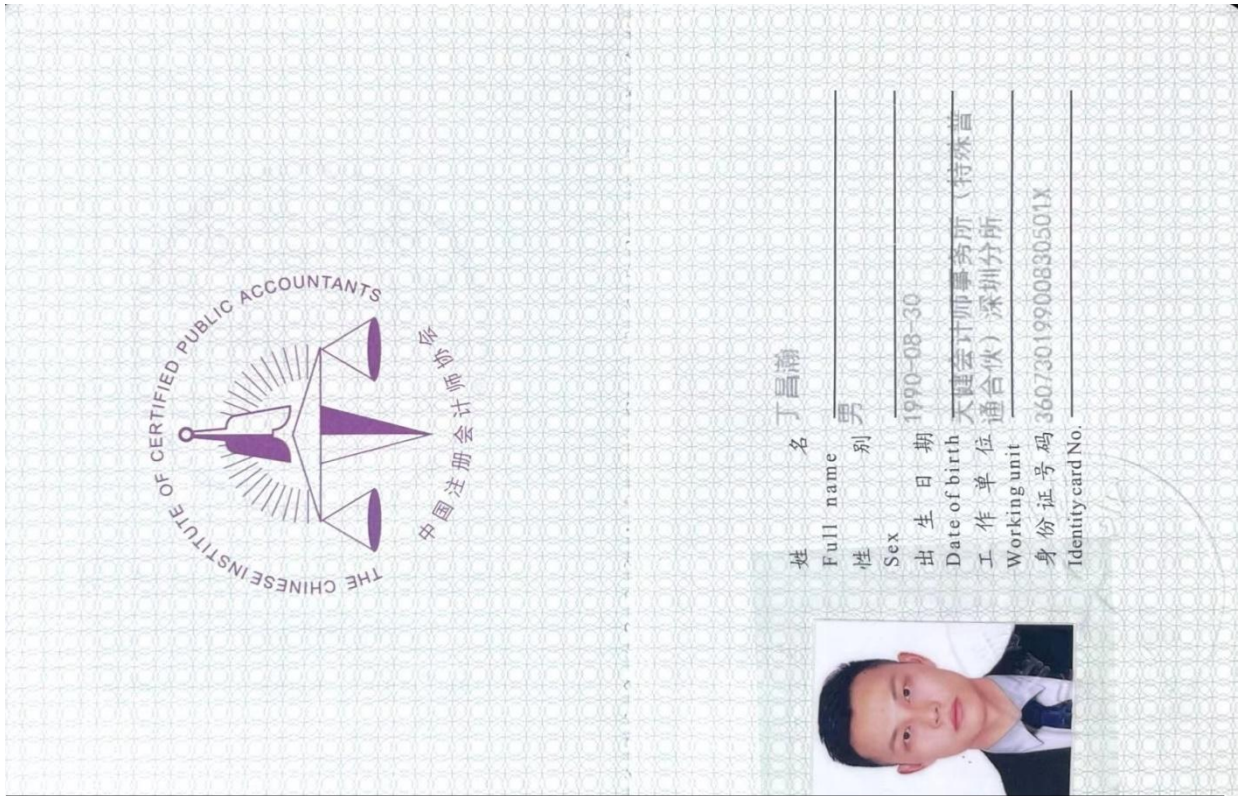 THE CHINESE INSTITUTE OF CERTIFIED PUBLIC ACCOUNTANTS
中国注册会计师协会
姓 名 丁昌瀚
Full name
性 别 男
Sex
出 生 日 期 1990-08-30
Date of birth
工 作 单 位 天健会计师事务所（特殊普
通合伙）深圳分所
Working unit
身 份 证 号 码 36073019900830501X
Identity card No.